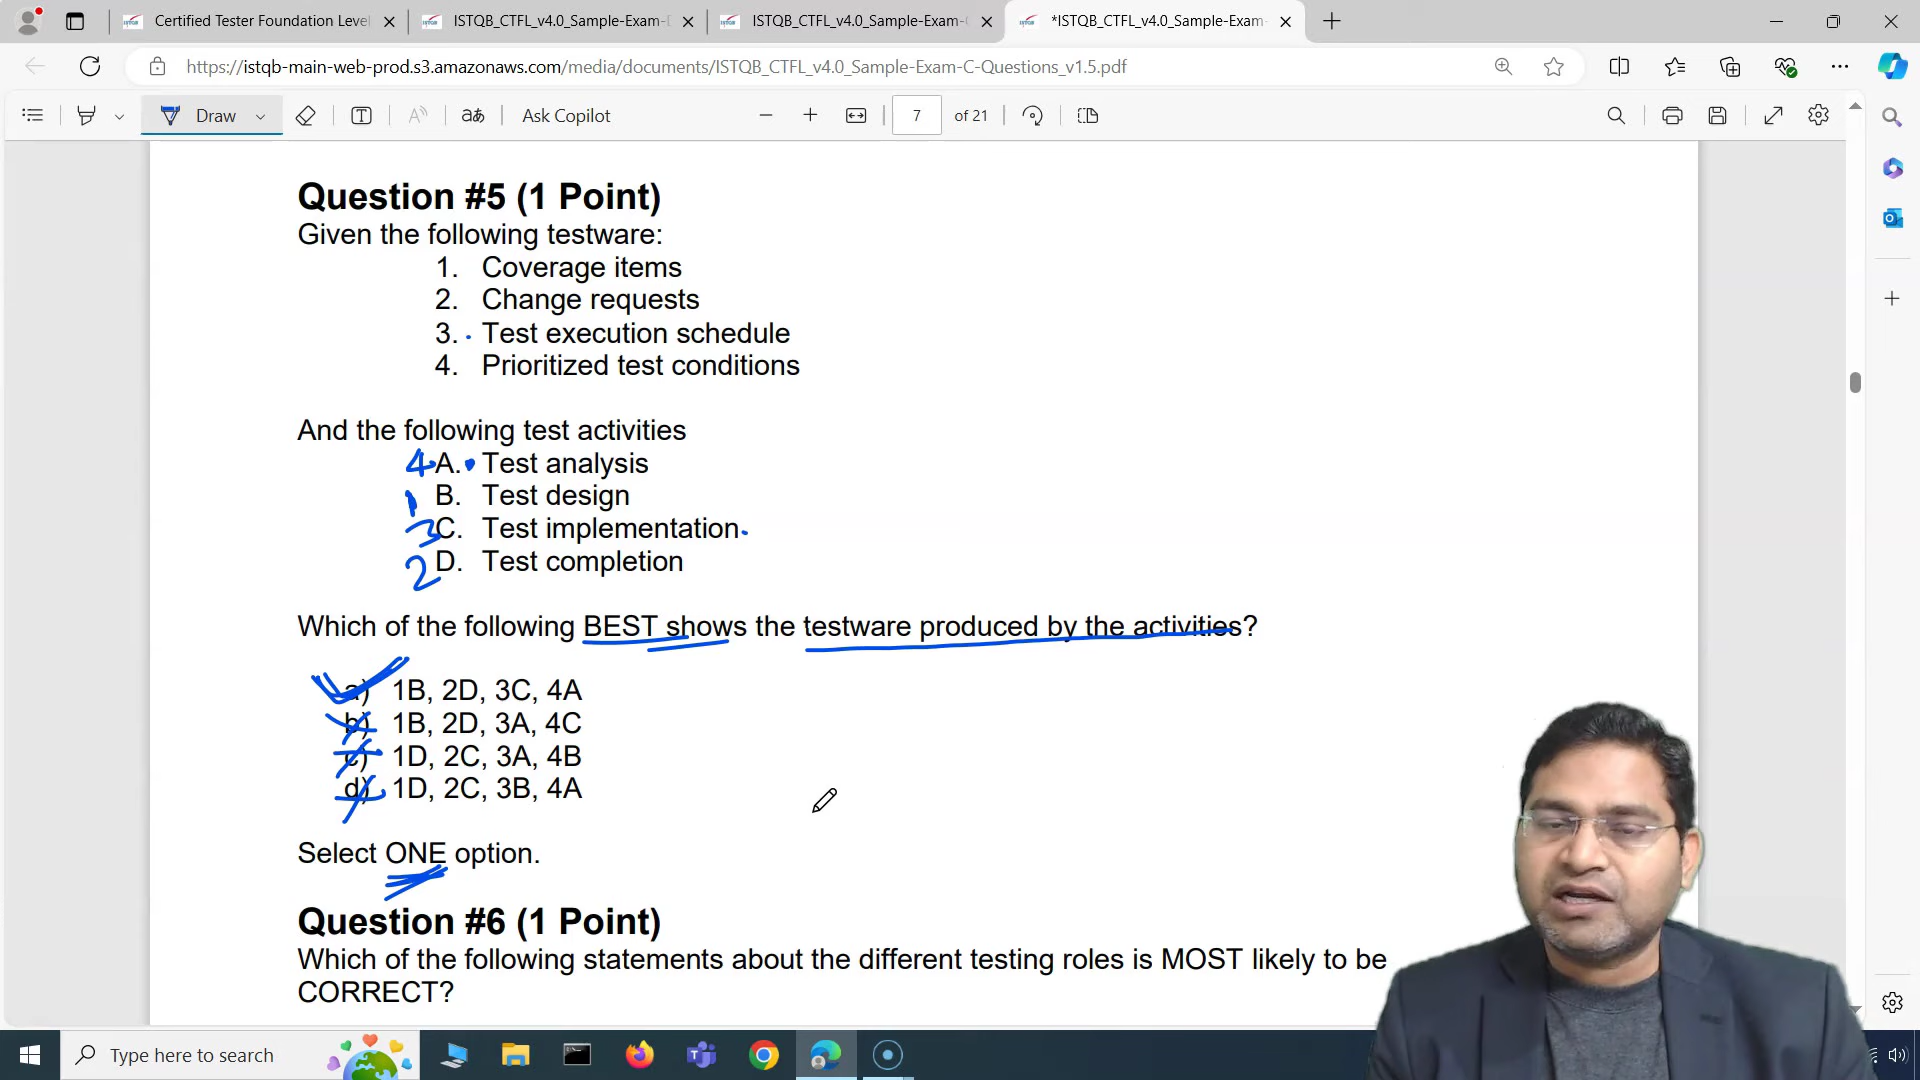 Certified Tester Foundation Level
ISTQB_CTFL_v4.0_Sample-Exam-
ISTQB_CTFL_v4.0_Sample-Exam-
*ISTQB_CTFL_v4.0_Sample-Exam-
https://istqb-main-web-prod.s3.amazonaws.com/media/documents/ISTQB_CTFL_v4.0_Sample-Exam-C-Questions_v1.5.pdf
Draw
aあ
Ask Copilot
7 of 21
Question #5 (1 Point)
Given the following testware:
1. Coverage items
2. Change requests
3. Test execution schedule
4. Prioritized test conditions
And the following test activities
4 A. Test analysis
1 B. Test design
3 C. Test implementation
2 D. Test completion
Which of the following BEST shows the testware produced by the activities?
a) 1B, 2D, 3C, 4A
b) 1B, 2D, 3A, 4C
c) 1D, 2C, 3A, 4B
d) 1D, 2C, 3B, 4A
Select ONE option.
Question #6 (1 Point)
Which of the following statements about the different testing roles is MOST likely to be
CORRECT?
Type here to search